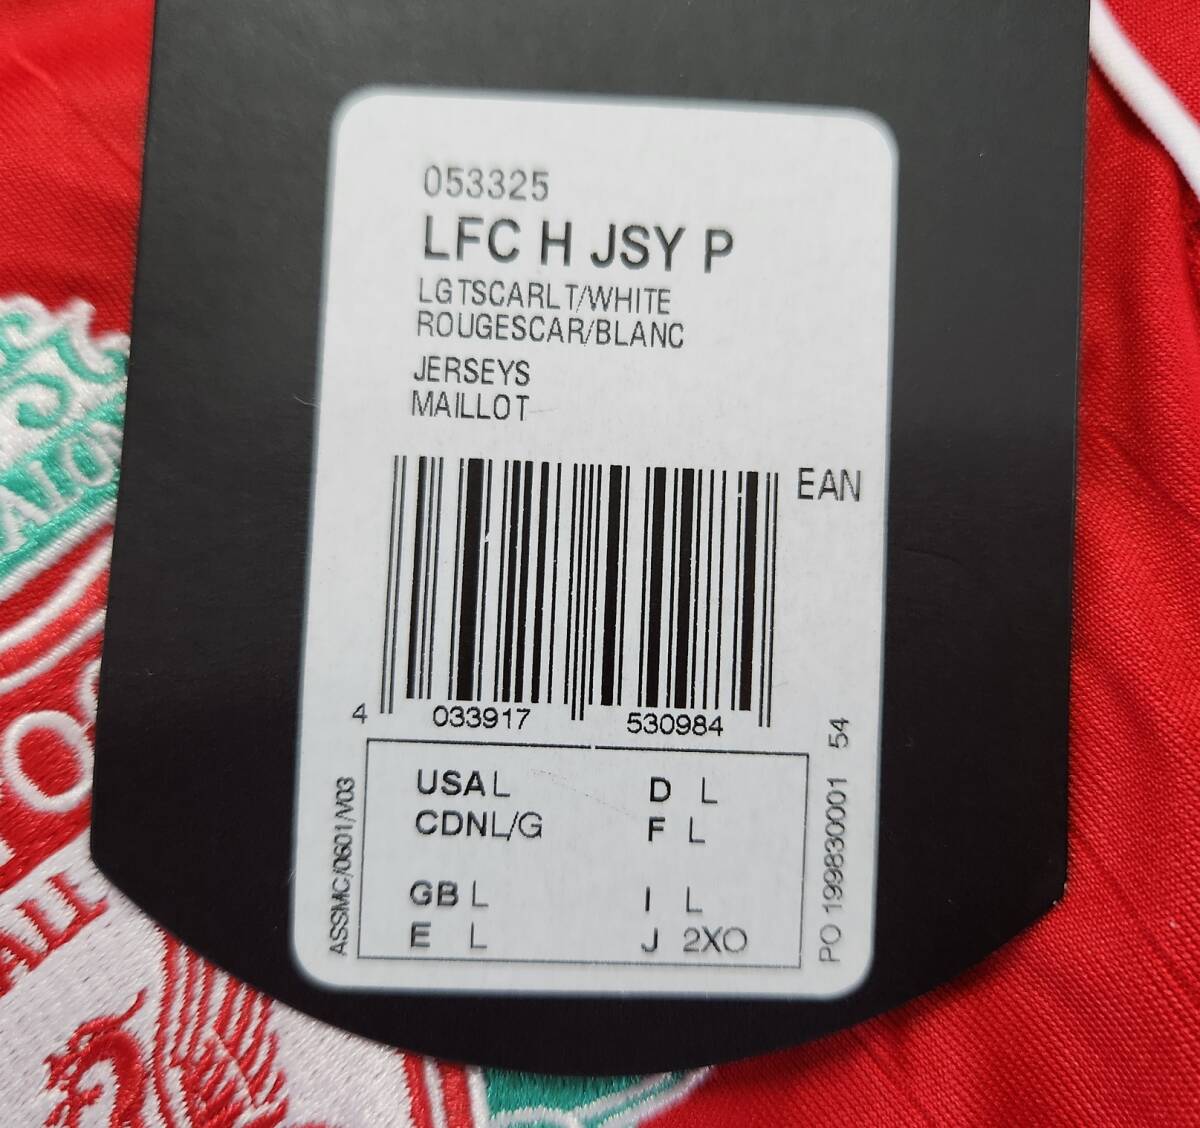 053325
LFC H JSY P
LGTSCARLT/WHITE
ROUGESCAR/BLANC
JERSEYS
MAILLOT
EAN
4 033917 530984
USA L D L
CDN L/G F L
GB L I L
E L J 2XO
ASSMC/0601/V03
PO 199830001 54